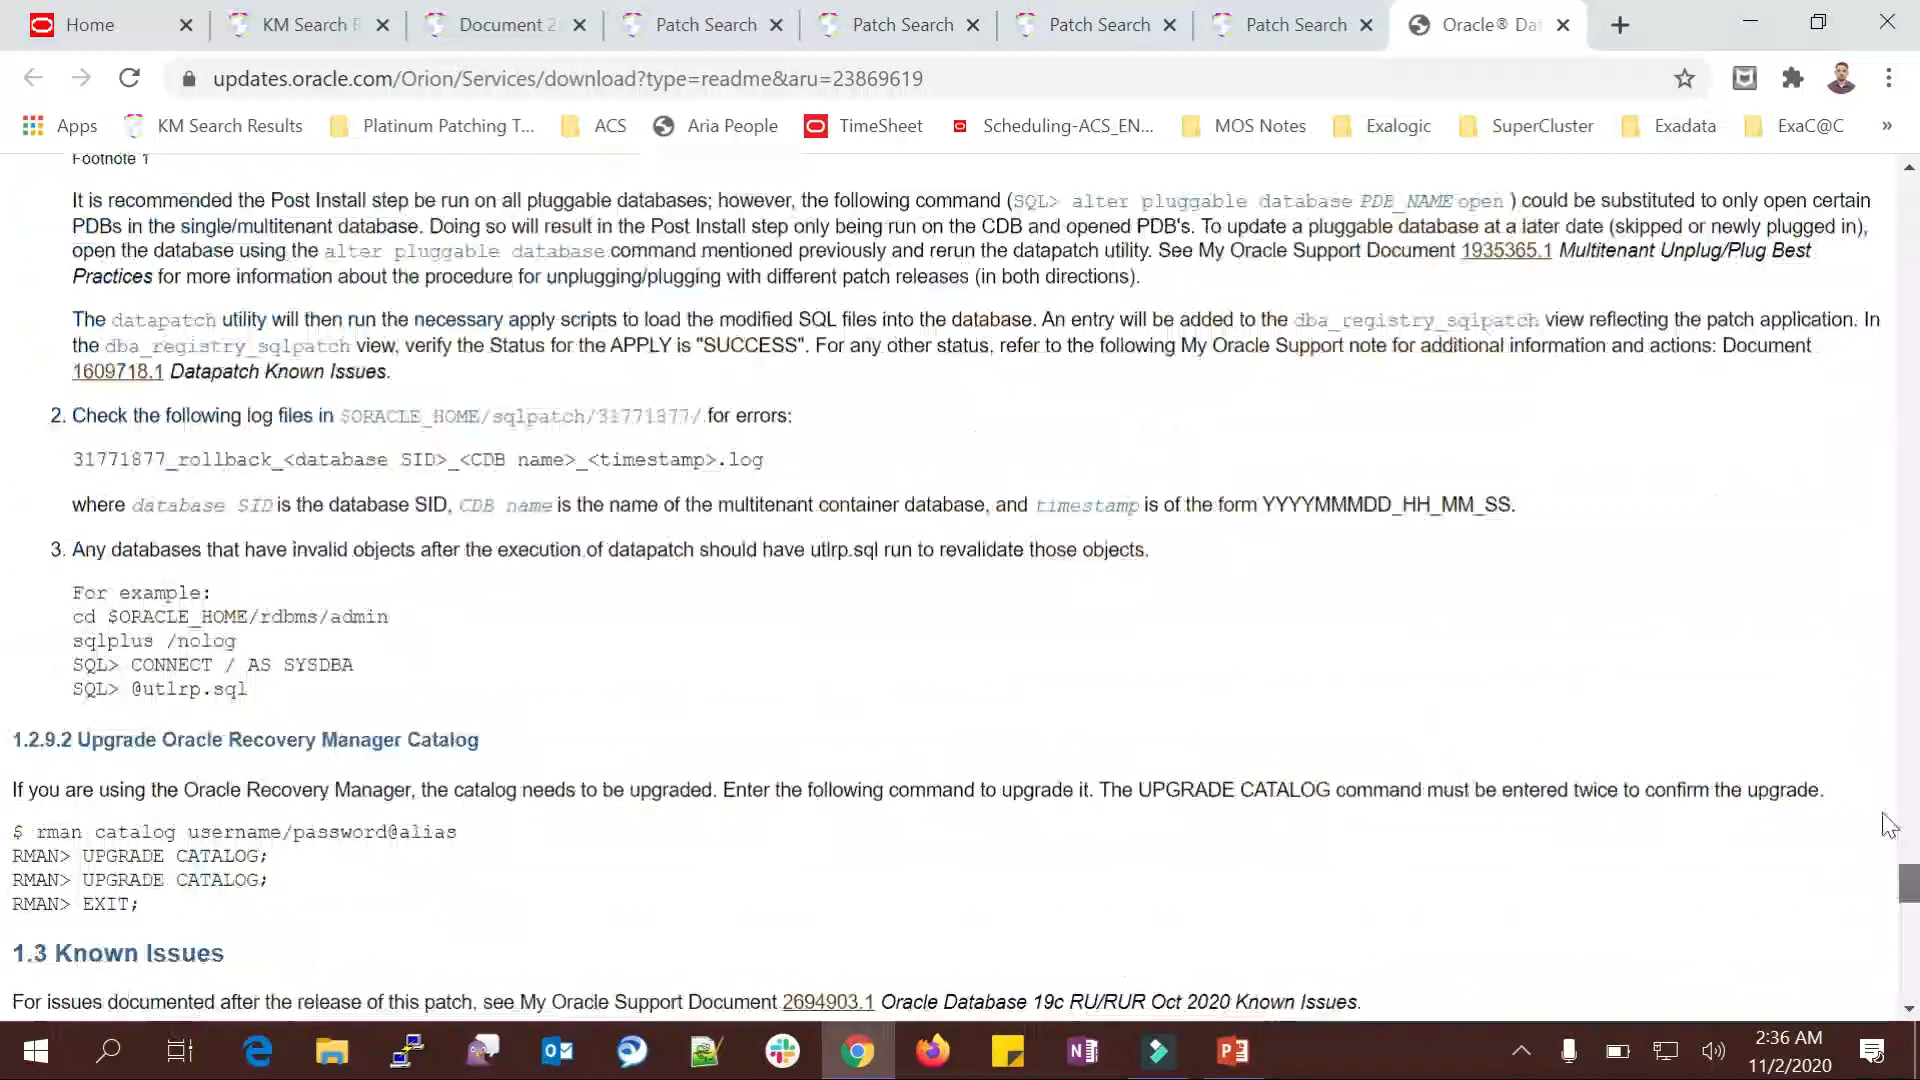 Home
KM Search R
Document 2
Patch Search
Patch Search
Patch Search
Patch Search
Oracle® Dat
updates.oracle.com/Orion/Services/download?type=readme&aru=23869619
Apps
KM Search Results
Platinum Patching T...
ACS
Aria People
TimeSheet
Scheduling-ACS_EN...
MOS Notes
Exalogic
SuperCluster
Exadata
ExaC@C
»
Footnote 1
It is recommended the Post Install step be run on all pluggable databases; however, the following command (SQL> alter pluggable database PDB_NAME open ) could be substituted to only open certain
PDBs in the single/multitenant database. Doing so will result in the Post Install step only being run on the CDB and opened PDB's. To update a pluggable database at a later date (skipped or newly plugged in),
open the database using the alter pluggable database command mentioned previously and rerun the datapatch utility. See My Oracle Support Document 1935365.1 Multitenant Unplug/Plug Best
Practices for more information about the procedure for unplugging/plugging with different patch releases (in both directions).
The datapatch utility will then run the necessary apply scripts to load the modified SQL files into the database. An entry will be added to the dba_registry_sqlpatch view reflecting the patch application. In
the dba_registry_sqlpatch view, verify the Status for the APPLY is "SUCCESS". For any other status, refer to the following My Oracle Support note for additional information and actions: Document
1609718.1 Datapatch Known Issues.
2. Check the following log files in $ORACLE_HOME/sqlpatch/31771877/ for errors:
31771877_rollback_<database SID>_<CDB name>_<timestamp>.log
where database SID is the database SID, CDB name is the name of the multitenant container database, and timestamp is of the form YYYYMMMDD_HH_MM_SS.
3. Any databases that have invalid objects after the execution of datapatch should have utlrp.sql run to revalidate those objects.
For example:
cd $ORACLE_HOME/rdbms/admin
sqlplus /nolog
SQL> CONNECT / AS SYSDBA
SQL> @utlrp.sql
1.2.9.2 Upgrade Oracle Recovery Manager Catalog
If you are using the Oracle Recovery Manager, the catalog needs to be upgraded. Enter the following command to upgrade it. The UPGRADE CATALOG command must be entered twice to confirm the upgrade.
$ rman catalog username/password@alias
RMAN> UPGRADE CATALOG;
RMAN> UPGRADE CATALOG;
RMAN> EXIT;
1.3 Known Issues
For issues documented after the release of this patch, see My Oracle Support Document 2694903.1 Oracle Database 19c RU/RUR Oct 2020 Known Issues.
2:36 AM
11/2/2020